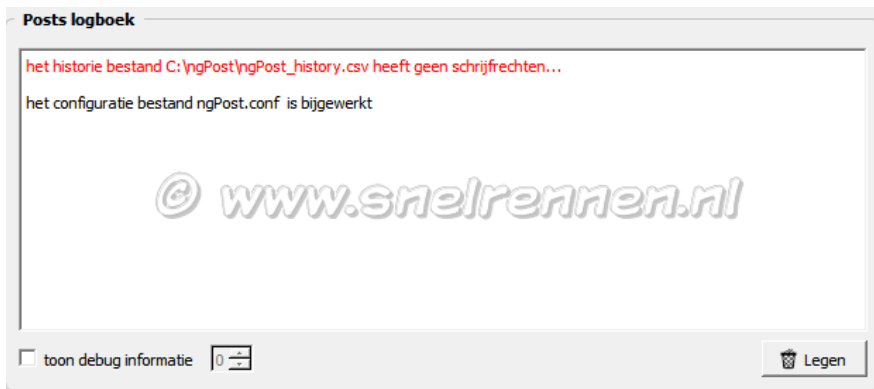 Posts logboek
het historie bestand C:\ngPost\ngPost_history.csv heeft geen schrijfrechten...
het configuratie bestand ngPost.conf is bijgewerkt
© www.snelrennen.nl
toon debug informatie 0 Legen